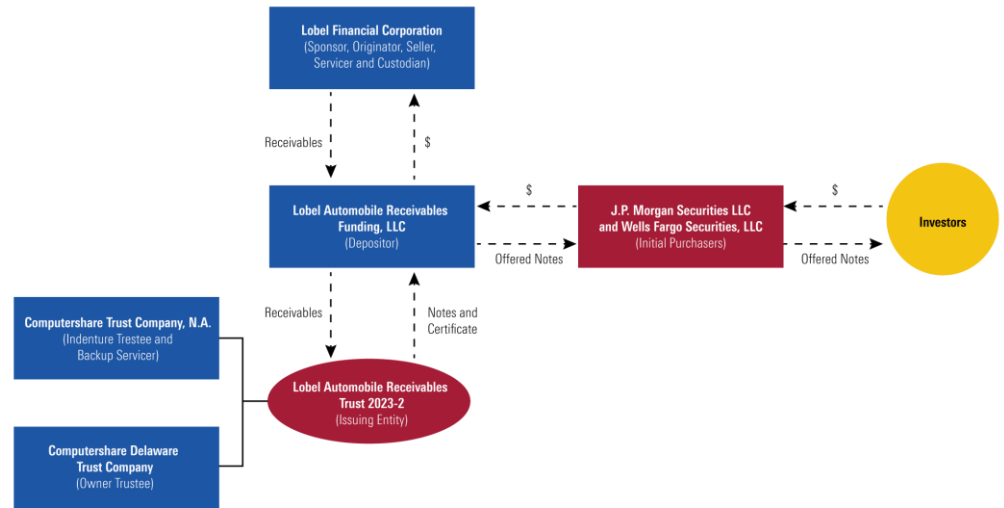 Lobel Financial Corporation
(Sponsor, Originator, Seller,
Servicer and Custodian)
Receivables
$
Lobel Automobile Receivables
Funding, LLC
(Depositor)
$
Offered Notes
J.P. Morgan Securities LLC
and Wells Fargo Securities, LLC
(Initial Purchasers)
$
Offered Notes
Investors
Receivables
Notes and
Certificate
Computershare Trust Company, N.A.
(Indenture Trestee and
Backup Servicer)
Lobel Automobile Receivables
Trust 2023-2
(Issuing Entity)
Computershare Delaware
Trust Company
(Owner Trustee)